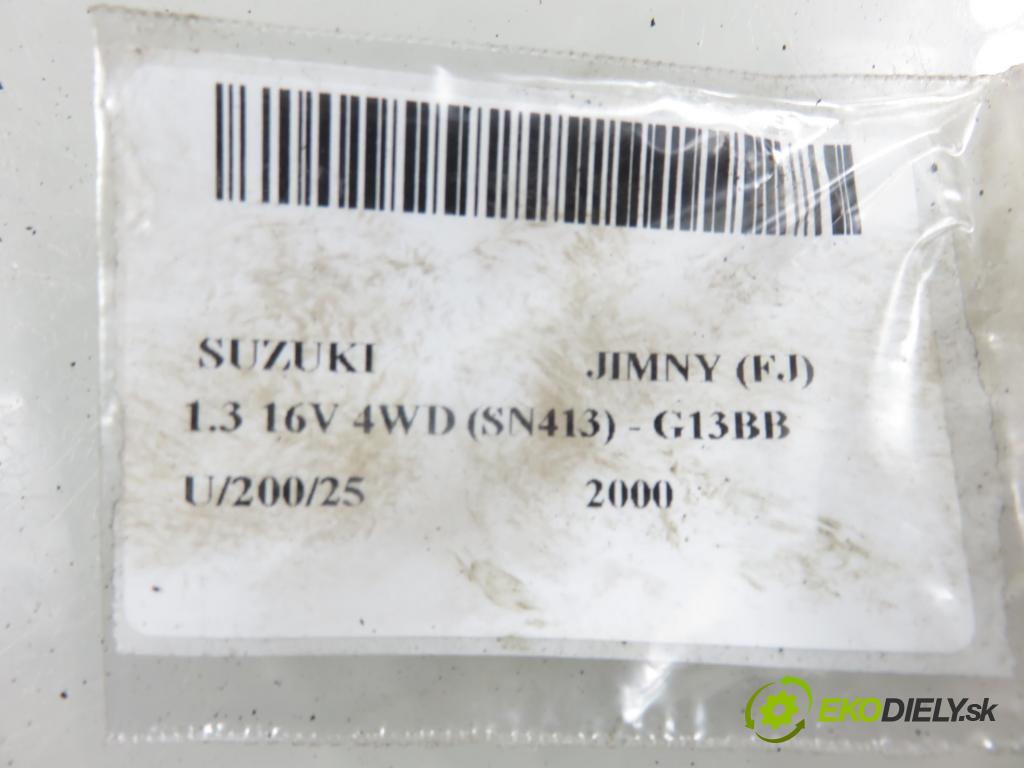 SUZUKI JIMNY (FJ)
1.3 16V 4WD (SN413) - G13BB
U/200/25 2000
EKODIELY.sk